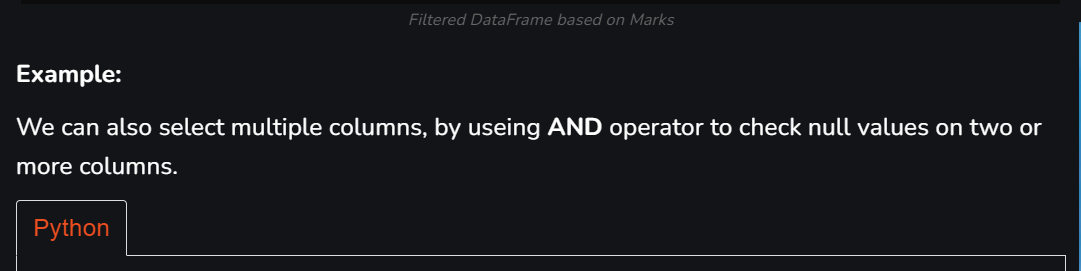 Filtered DataFrame based on Marks
Example:
We can also select multiple columns, by useing AND operator to check null values on two or
more columns.
Python